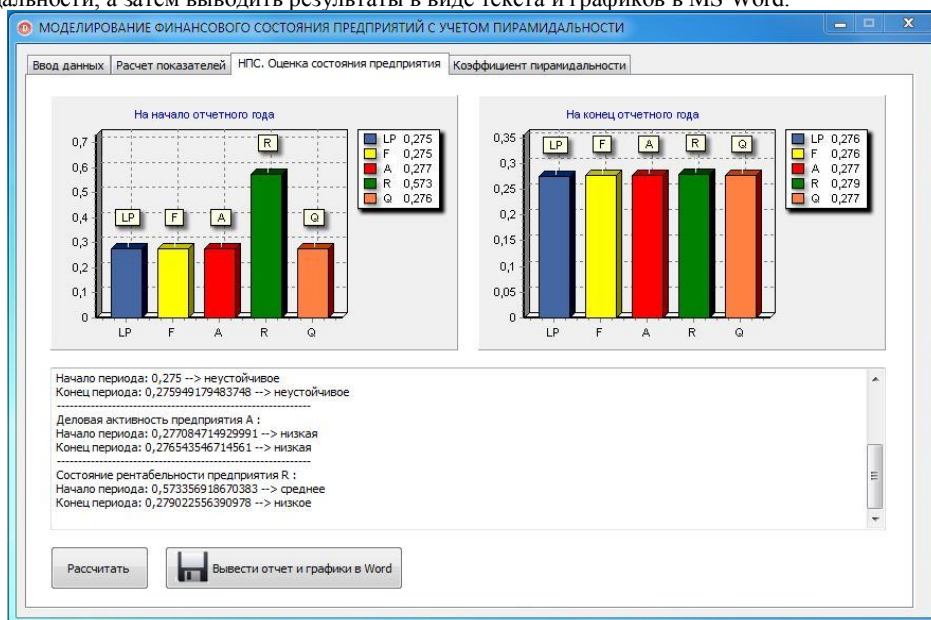 дальности, а затем выводить результаты в виде текста и графиков в MS Word.
МОДЕЛИРОВАНИЕ ФИНАНСОВОГО СОСТОЯНИЯ ПРЕДПРИЯТИЙ С УЧЕТОМ ПИРАМИДАЛЬНОСТИ
Ввод данных Расчет показателей НПС. Оценка состояния предприятия Коэффициент пирамидальности
На начало отчетного года
0,7
0,6
0,5
0,4
0,3
0,2
0,1
0
LP F A R Q
LP F A R Q
LP 0,275
F 0,275
A 0,277
R 0,573
Q 0,276
На конец отчетного года
0,35
0,3
0,25
0,2
0,15
0,1
0,05
0
LP F A R Q
LP F A R Q
LP 0,276
F 0,276
A 0,277
R 0,279
Q 0,277
Начало периода: 0,275 --> неустойчивое
Конец периода: 0,275949179483748 --> неустойчивое
Деловая активность предприятия A :
Начало периода: 0,277084714929991 --> низкая
Конец периода: 0,276543546714561 --> низкая
Состояние рентабельности предприятия R :
Начало периода: 0,573356918670383 --> среднее
Конец периода: 0,279022556390978 --> низкое
Рассчитать Вывести отчет и графики в Word